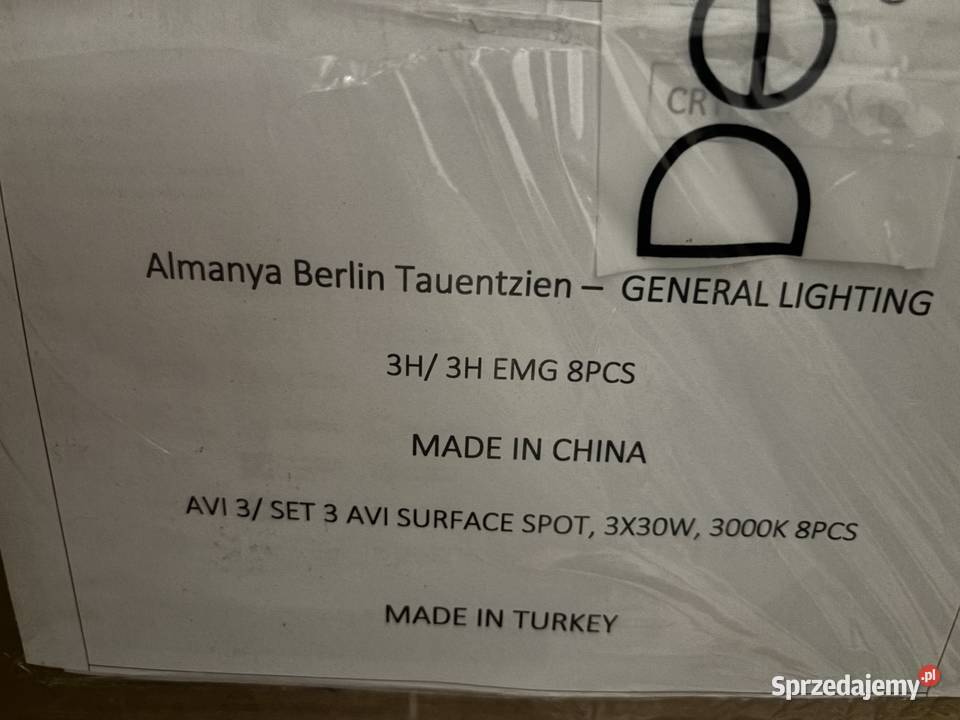 De
CR
Almanya Berlin Tauentzien – GENERAL LIGHTING
3H/ 3H EMG 8PCS
MADE IN CHINA
AVI 3/ SET 3 AVI SURFACE SPOT, 3X30W, 3000K 8PCS
MADE IN TURKEY
Sprzedajemy.pl